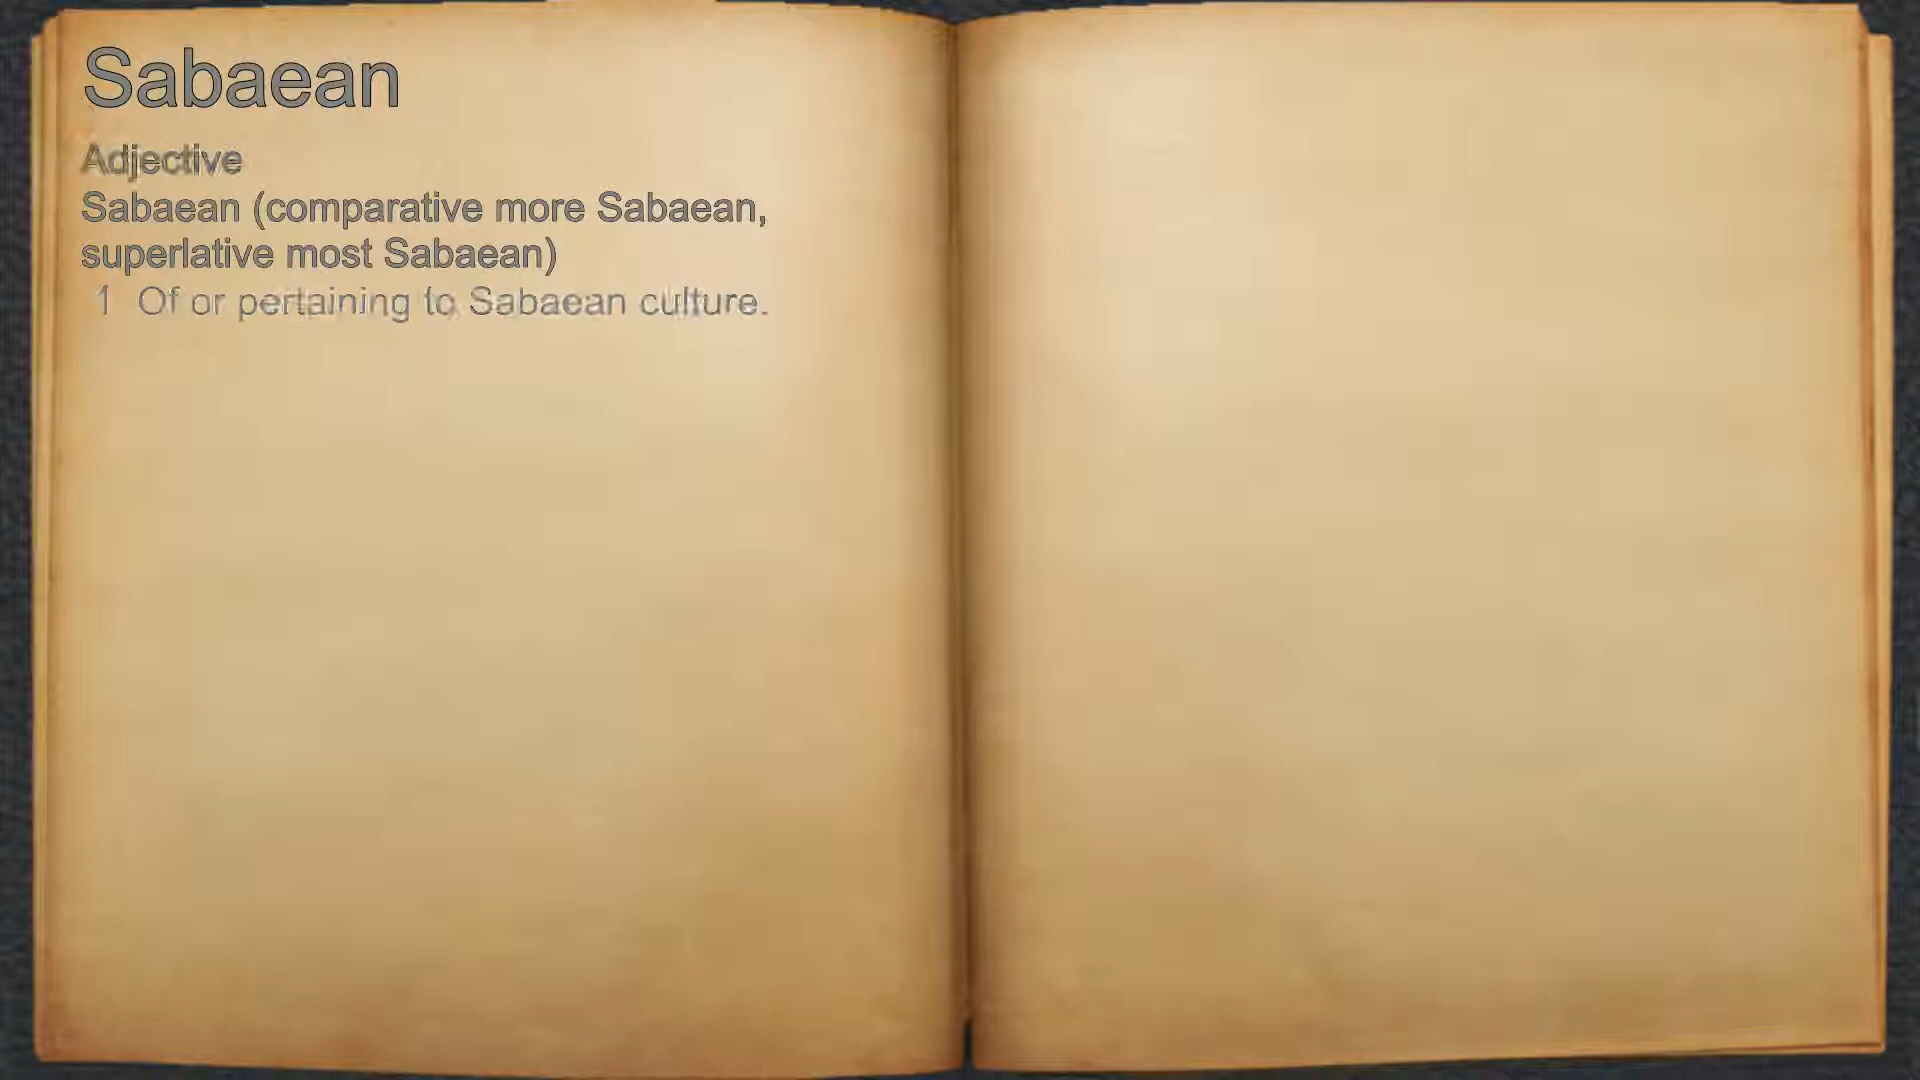 Sabaean
Adjective
Sabaean (comparative more Sabaean,
superlative most Sabaean)
1 Of or pertaining to Sabaean culture.